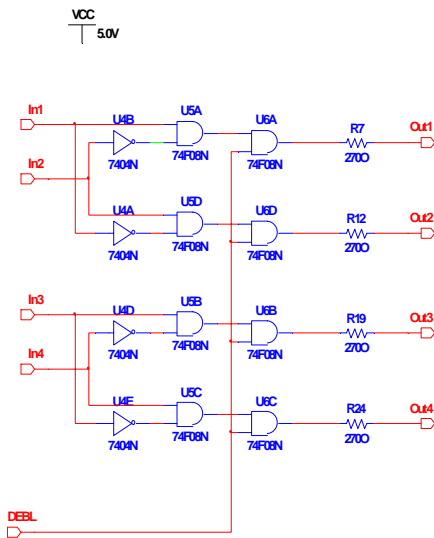 VCC
5.0V
U5A
In1 U4B U6A R7 Out1
7404N 74F08N 74F08N 270O
In2
U4A U5D U6D R12 Out2
7404N 74F08N 74F08N 270O
In3 U4D U5B U6B R19 Out3
7404N 74F08N 74F08N 270O
In4
U4E U5C U6C R24 Out4
7404N 74F08N 74F08N 270O
DEBL